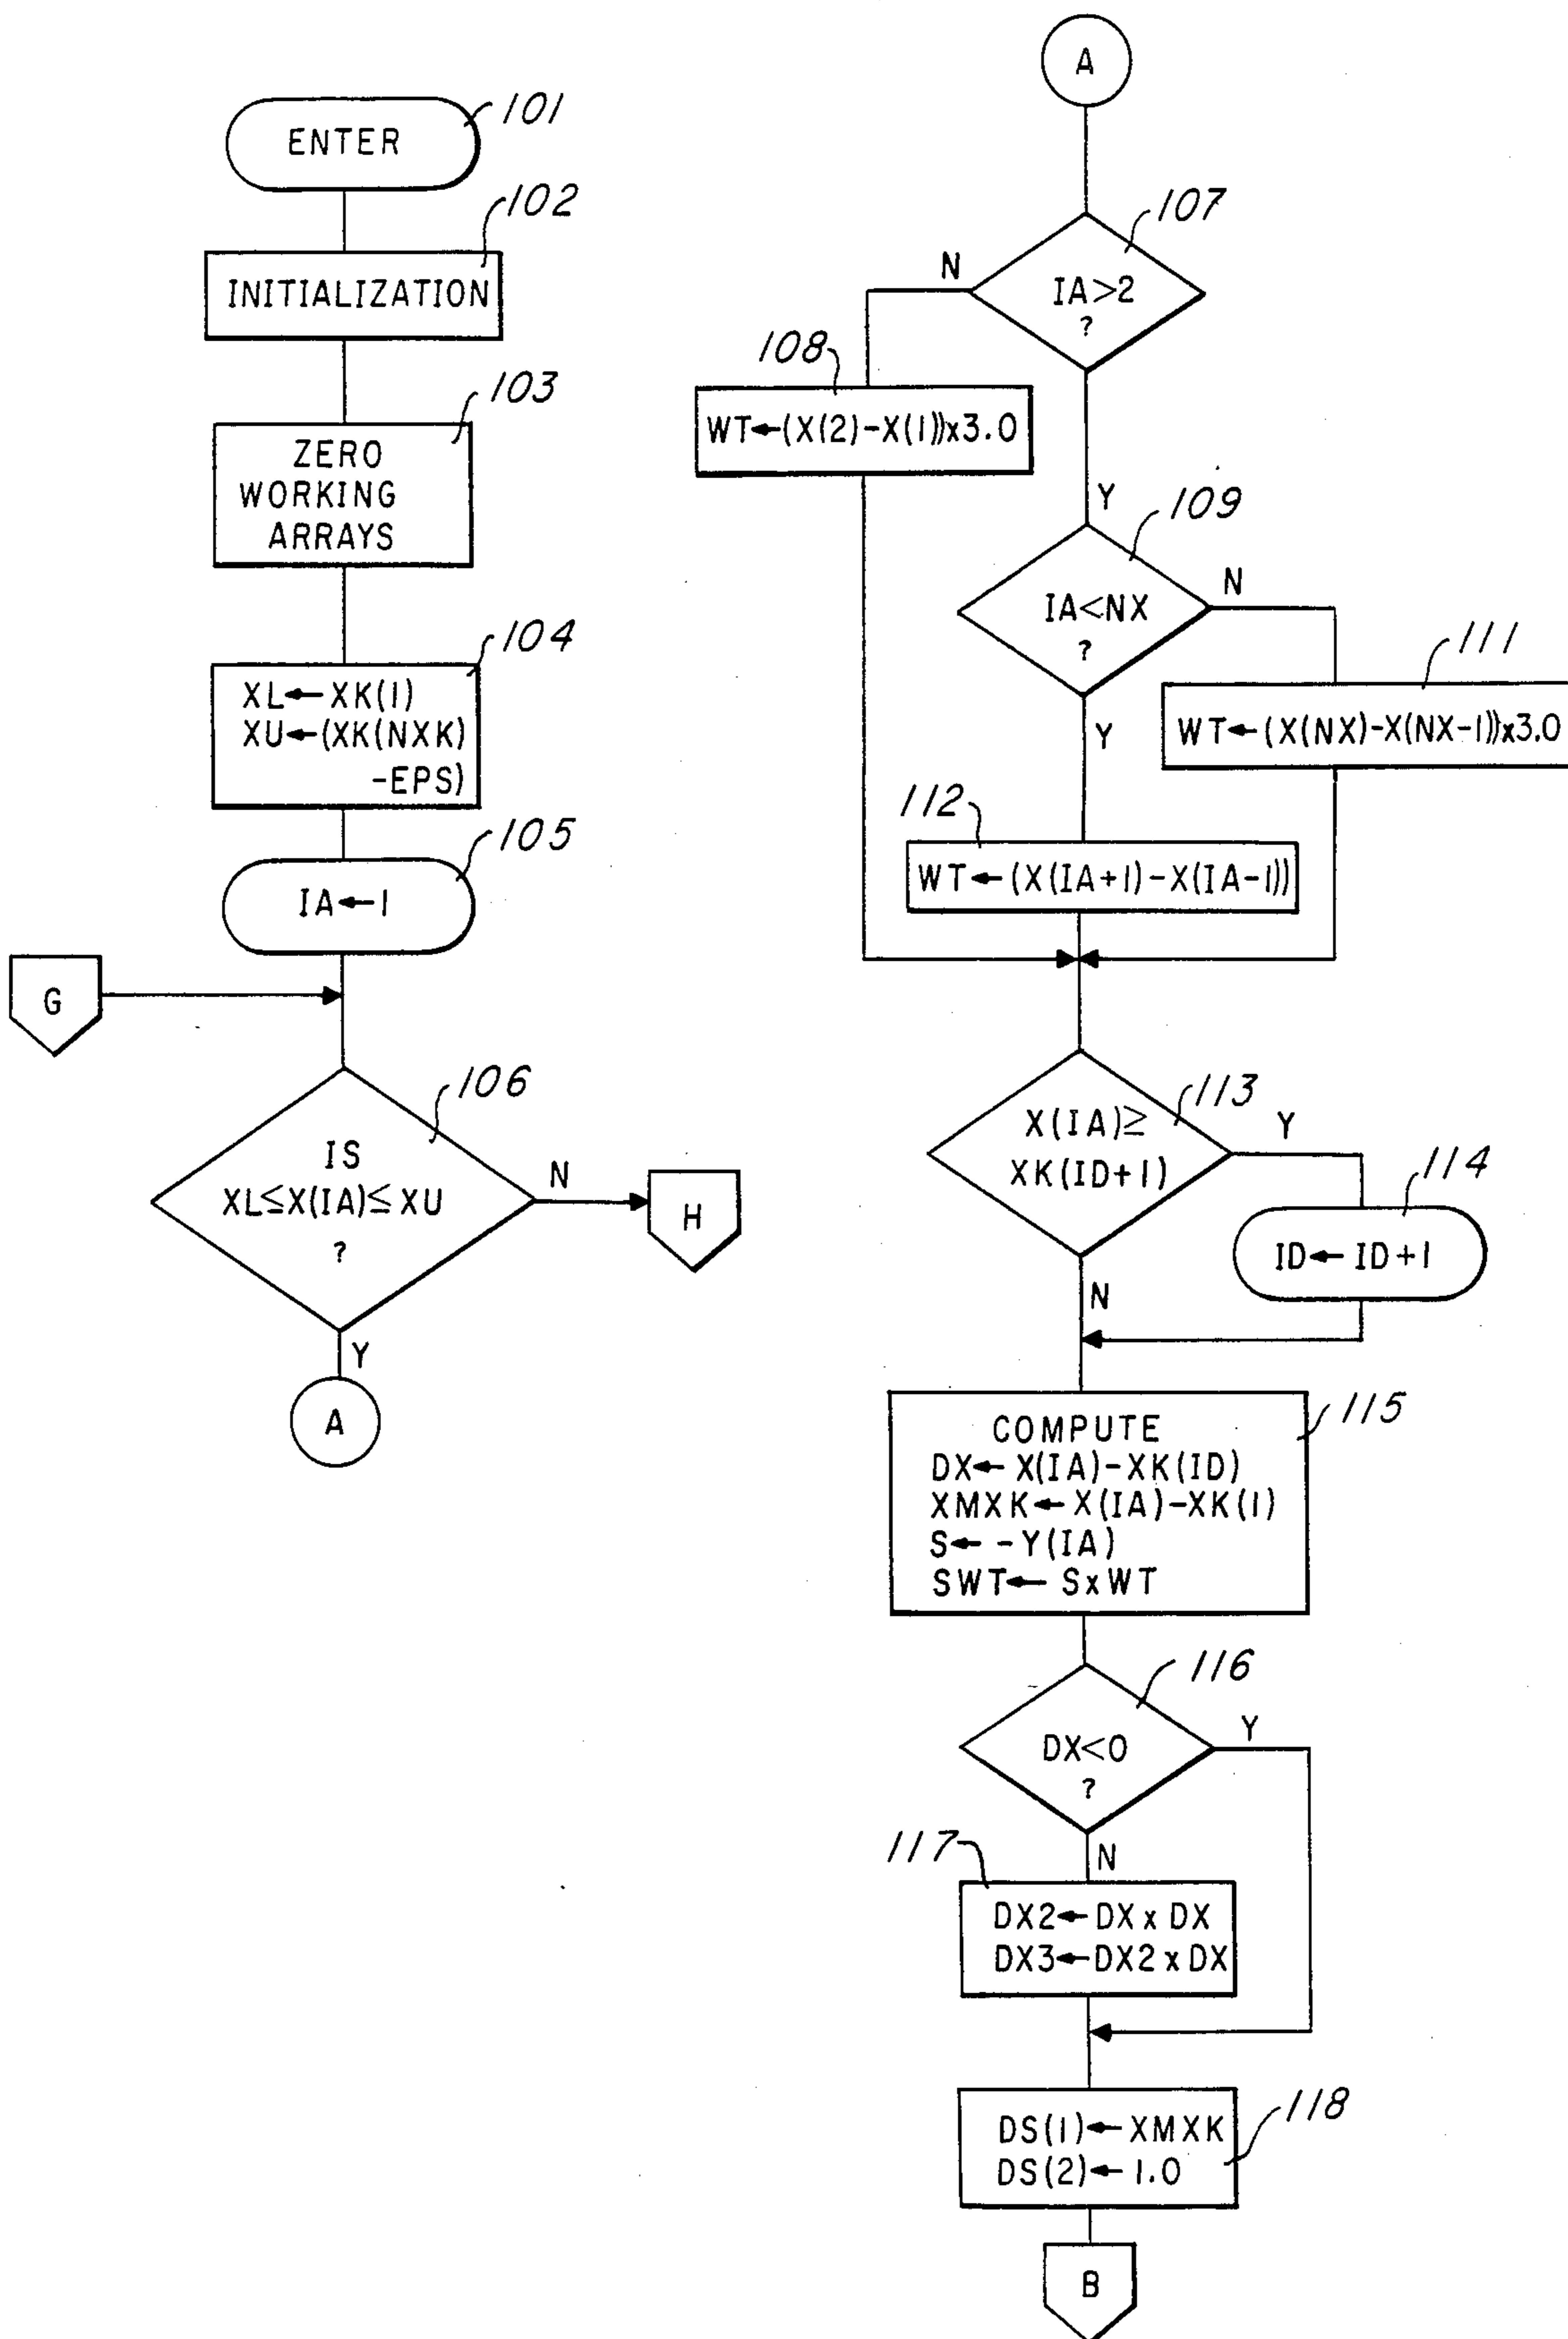 101
ENTER
102
INITIALIZATION
103
ZERO
WORKING
ARRAYS
104
XL←XK(1)
XU←(XK(NXK)
-EPS)
105
IA←1
G
106
IS
XL≤X(IA)≤XU
?
N
H
Y
A
A
107
IA>2
?
N
108
WT←(X(2)-X(1))x3.0
Y
109
IA<NX
?
N
111
WT←(X(NX)-X(NX-1))x3.0
Y
112
WT←(X(IA+1)-X(IA-1))
113
X(IA)≥
XK(ID+1)
Y
114
ID←ID+1
N
115
COMPUTE
DX←X(IA)-XK(ID)
XMXK←X(IA)-XK(1)
S←-Y(IA)
SWT←SxWT
116
DX<0
?
Y
N
117
DX2←DX x DX
DX3←DX2 x DX
118
DS(1)←XMXK
DS(2)←1.0
B